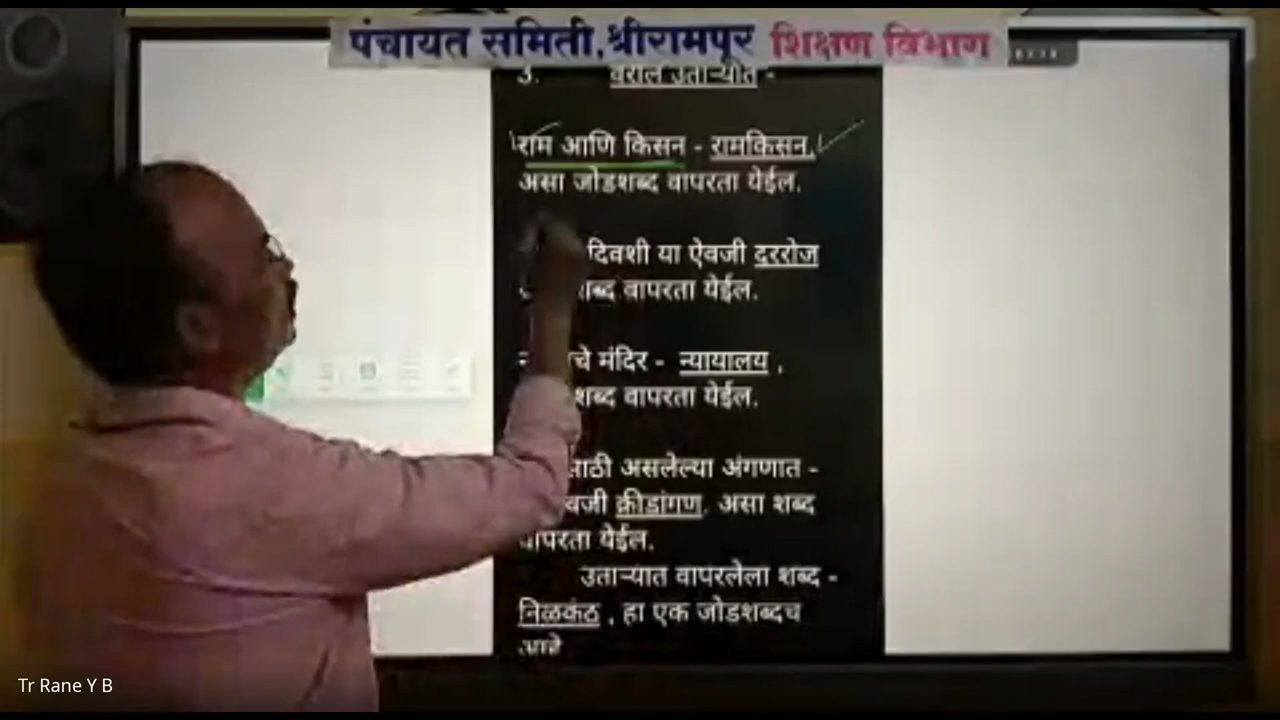 पंचायत समिती,श्रीरामपूर शिक्षण विभाग
3. वरील उताऱ्यात -
राम आणि किसन - रामकिसन.
असा जोडशब्द वापरता येईल.
दिवशी या ऐवजी दररोज
शब्द वापरता येईल.
मंदिर - न्यायालय ,
शब्द वापरता येईल.
असलेल्या अंगणात -
क्रीडांगण. असा शब्द
वापरता येईल.
उताऱ्यात वापरलेला शब्द -
निळकंठ , हा एक जोडशब्दच
आहे
Tr Rane Y B